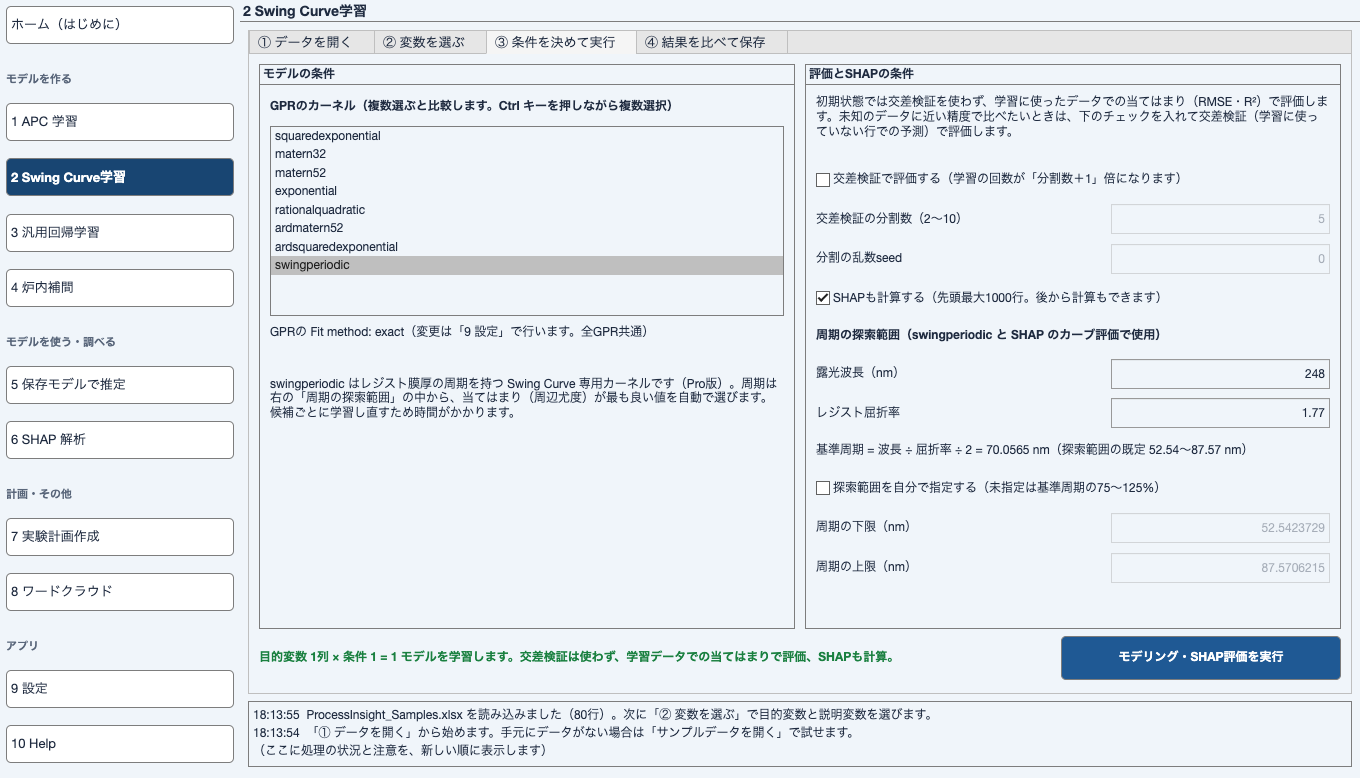 ホーム（はじめに）
モデルを作る
1 APC 学習
2 Swing Curve学習
3 汎用回帰学習
4 炉内補間
モデルを使う・調べる
5 保存モデルで推定
6 SHAP 解析
計画・その他
7 実験計画作成
8 ワードクラウド
アプリ
9 設定
10 Help
2 Swing Curve学習
① データを開く
② 変数を選ぶ
③ 条件を決めて実行
④ 結果を比べて保存
モデルの条件
GPRのカーネル（複数選ぶと比較します。Ctrl キーを押しながら複数選択）
squaredexponential
matern32
matern52
exponential
rationalquadratic
ardmatern52
ardsquaredexponential
swingperiodic
GPRの Fit method: exact（変更は「9 設定」で行います。全GPR共通）
swingperiodic はレジスト膜厚の周期を持つ Swing Curve 専用カーネルです（Pro版）。周期は
右の「周期の探索範囲」の中から、当てはまり（周辺尤度）が最も良い値を自動で選びます。
候補ごとに学習し直すため時間がかかります。
評価とSHAPの条件
初期状態では交差検証を使わず、学習に使ったデータでの当てはまり（RMSE・R²）で評価しま
す。未知のデータに近い精度で比べたいときは、下のチェックを入れて交差検証（学習に使っ
ていない行での予測）で評価します。
交差検証で評価する（学習の回数が「分割数＋1」倍になります）
交差検証の分割数（2〜10）
5
分割の乱数seed
0
SHAPも計算する（先頭最大1000行。後から計算もできます）
周期の探索範囲（swingperiodic と SHAP のカーブ評価で使用）
露光波長（nm）
248
レジスト屈折率
1.77
基準周期 = 波長 ÷ 屈折率 ÷ 2 = 70.0565 nm（探索範囲の既定 52.54〜87.57 nm）
探索範囲を自分で指定する（未指定は基準周期の75〜125%）
周期の下限（nm）
52.5423729
周期の上限（nm）
87.5706215
目的変数 1列 × 条件 1 = 1 モデルを学習します。交差検証は使わず、学習データでの当てはまりで評価、SHAPも計算。
モデリング・SHAP評価を実行
18:13:55 ProcessInsight_Samples.xlsx を読み込みました（80行）。次に「② 変数を選ぶ」で目的変数と説明変数を選びます。
18:13:54 「① データを開く」から始めます。手元にデータがない場合は「サンプルデータを開く」で試せます。
（ここに処理の状況と注意を、新しい順に表示します）